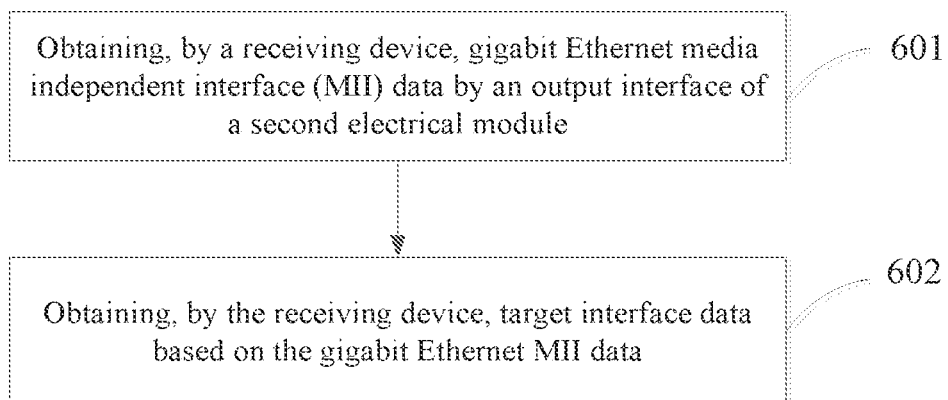 Obtaining, by a receiving device, gigabit Ethernet media
independent interface (MII) data by an output interface of
a second electrical module
601
Obtaining, by the receiving device, target interface data
based on the gigabit Ethernet MII data
602